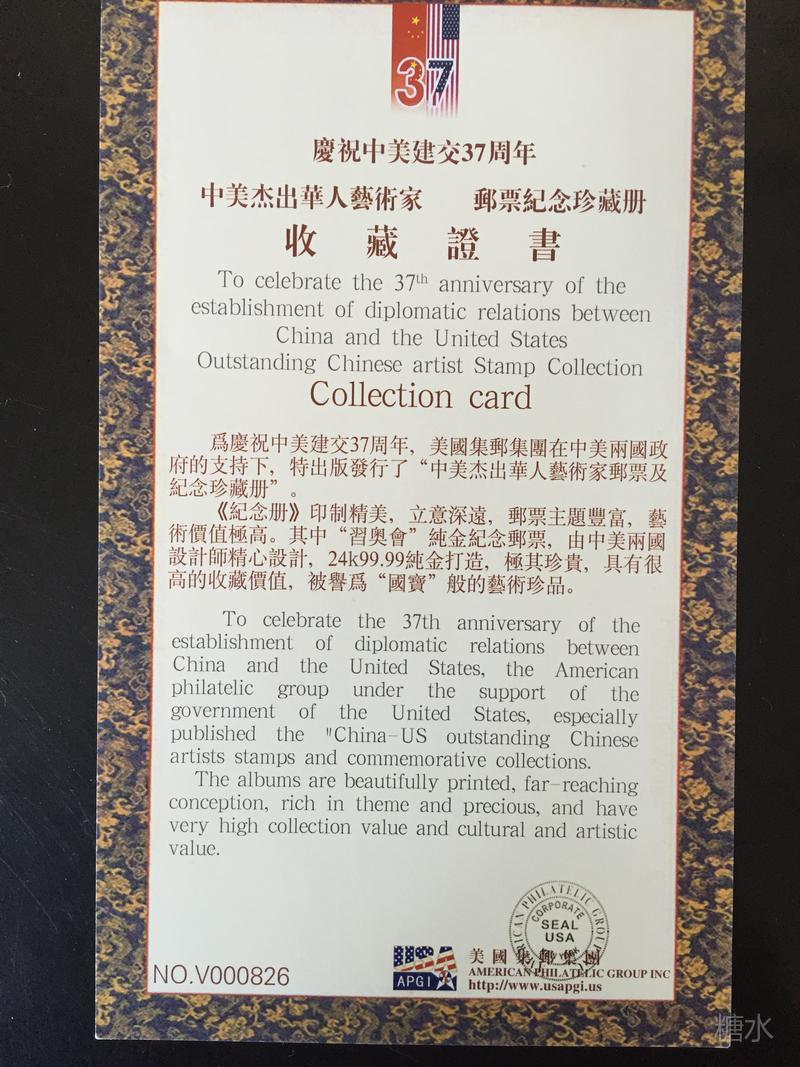 37
慶祝中美建交37周年
中美杰出華人藝術家 郵票紀念珍藏册
收藏證書
To celebrate the 37th anniversary of the
establishment of diplomatic relations between
China and the United States
Outstanding Chinese artist Stamp Collection
Collection card
爲慶祝中美建交37周年，美國集郵集團在中美兩國政
府的支持下，特出版發行了“中美杰出華人藝術家郵票及
紀念珍藏册”。
《紀念册》印制精美，立意深遠，郵票主題豐富，藝
術價值極高。其中“習奥會”純金紀念郵票，由中美兩國
設計師精心設計，24k99.99純金打造，極其珍貴，具有很
高的收藏價值，被譽爲“國寶”般的藝術珍品。
To celebrate the 37th anniversary of the
establishment of diplomatic relations between
China and the United States, the American
philatelic group under the support of the
government of the United States, especially
published the "China-US outstanding Chinese
artists stamps and commemorative collections.
The albums are beautifully printed, far-reaching
conception, rich in theme and precious, and have
very high collection value and cultural and artistic
value.
AMERICAN PHILATELIC GROUP
CORPORATE
SEAL
USA
NO.V000826
USA
APGI
美國集郵集團
AMERICAN PHILATELIC GROUP INC
http://www.usapgi.us
糖水